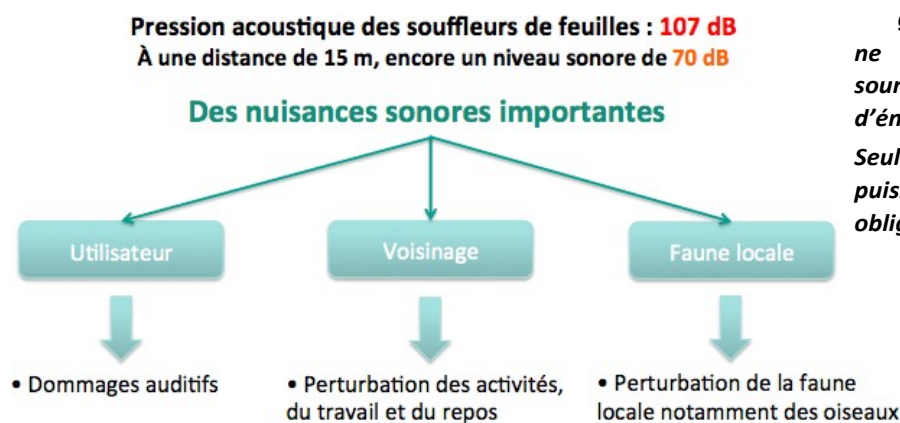 Pression acoustique des souffleurs de feuilles : 107 dB
À une distance de 15 m, encore un niveau sonore de 70 dB
Des nuisances sonores importantes
Utilisateur
Voisinage
Faune locale
• Dommages auditifs
• Perturbation des activités,
du travail et du repos
• Perturbation de la faune
locale notamment des oiseaux
ne
Seul